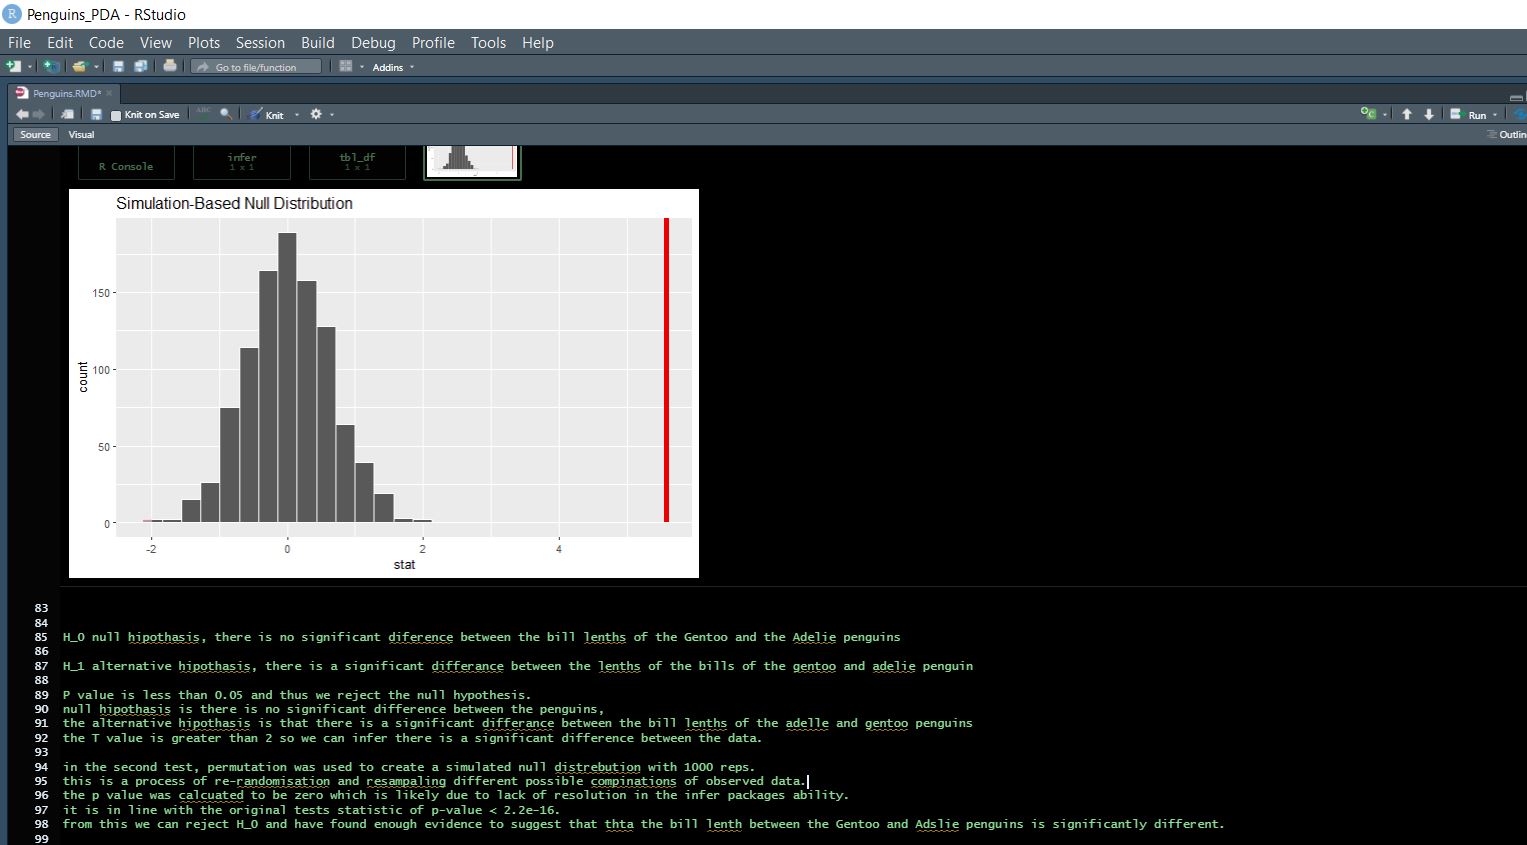 Penguins_PDA - RStudio
File Edit Code View Plots Session Build Debug Profile Tools Help
Go to file/function Addins
Penguins.RMD*
Knit on Save ABC Knit Run
Source Visual Outlin
R Console
infer
1 x 1
tbl_df
1 x 1
Simulation-Based Null Distribution
150
100
50
0
count
-2 0 2 4
stat
83
84
85 H_0 null hipothasis, there is no significant diference between the bill lenths of the Gentoo and the Adelie penguins
86
87 H_1 alternative hipothasis, there is a significant differance between the lenths of the bills of the gentoo and adelie penguin
88
89 P value is less than 0.05 and thus we reject the null hypothesis.
90 null hipothasis is there is no significant difference between the penguins,
91 the alternative hipothasis is that there is a significant differance between the bill lenths of the adelle and gentoo penguins
92 the T value is greater than 2 so we can infer there is a significant difference between the data.
93
94 in the second test, permutation was used to create a simulated null distrebution with 1000 reps.
95 this is a process of re-randomisation and resampaling different possible compinations of observed data.
96 the p value was calcuated to be zero which is likely due to lack of resolution in the infer packages ability.
97 it is in line with the original tests statistic of p-value < 2.2e-16.
98 from this we can reject H_0 and have found enough evidence to suggest that thta the bill lenth between the Gentoo and Adslie penguins is significantly different.
99